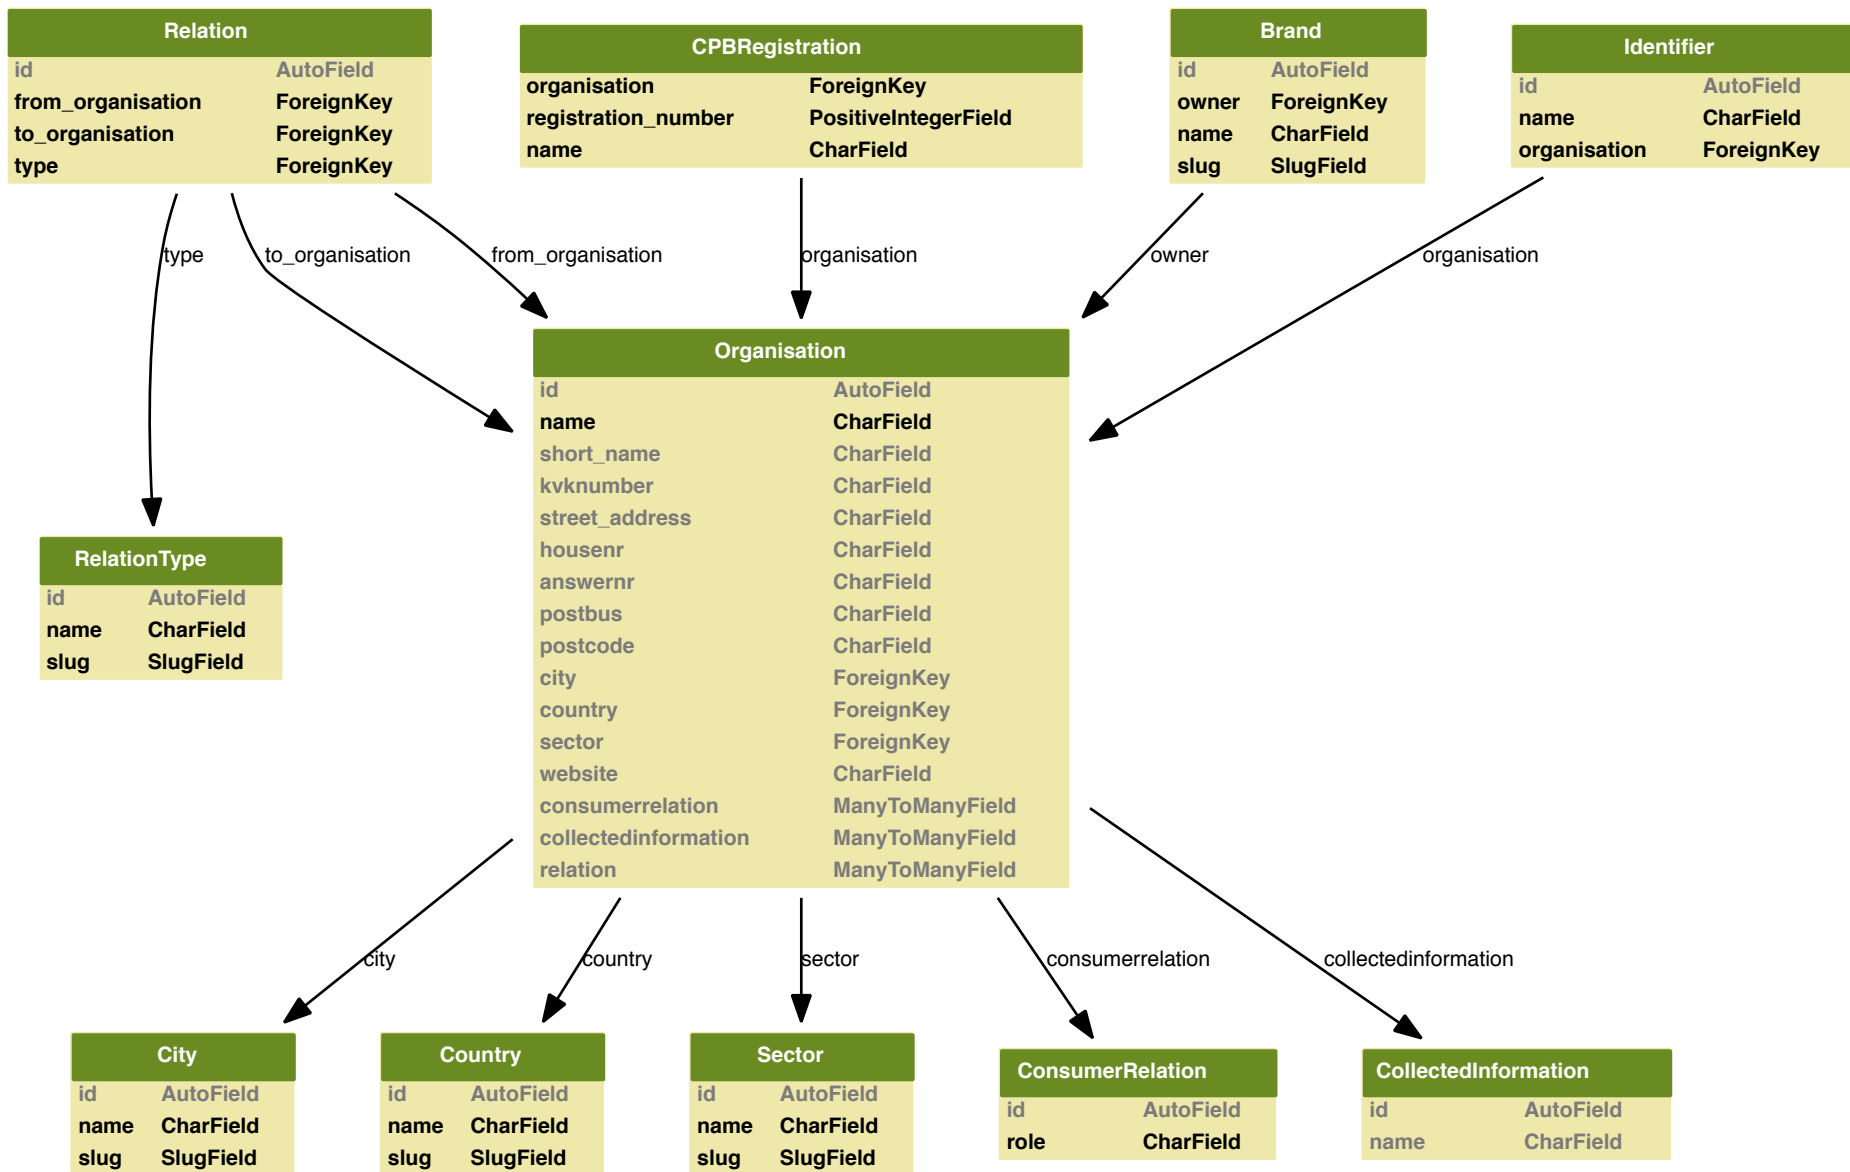 Relation
id AutoField
from_organisation ForeignKey
to_organisation ForeignKey
type ForeignKey
CPBRegistration
organisation ForeignKey
registration_number PositiveIntegerField
name CharField
Brand
id AutoField
owner ForeignKey
name CharField
slug SlugField
Identifier
id AutoField
name CharField
organisation ForeignKey
type
to_organisation
from_organisation
organisation
owner
organisation
Organisation
id AutoField
name CharField
short_name CharField
kvknumber CharField
street_address CharField
housenr CharField
answernr CharField
postbus CharField
postcode CharField
city ForeignKey
country ForeignKey
sector ForeignKey
website CharField
consumerrelation ManyToManyField
collectedinformation ManyToManyField
relation ManyToManyField
RelationType
id AutoField
name CharField
slug SlugField
city
country
sector
consumerrelation
collectedinformation
City
id AutoField
name CharField
slug SlugField
Country
id AutoField
name CharField
slug SlugField
Sector
id AutoField
name CharField
slug SlugField
ConsumerRelation
id AutoField
role CharField
CollectedInformation
id AutoField
name CharField